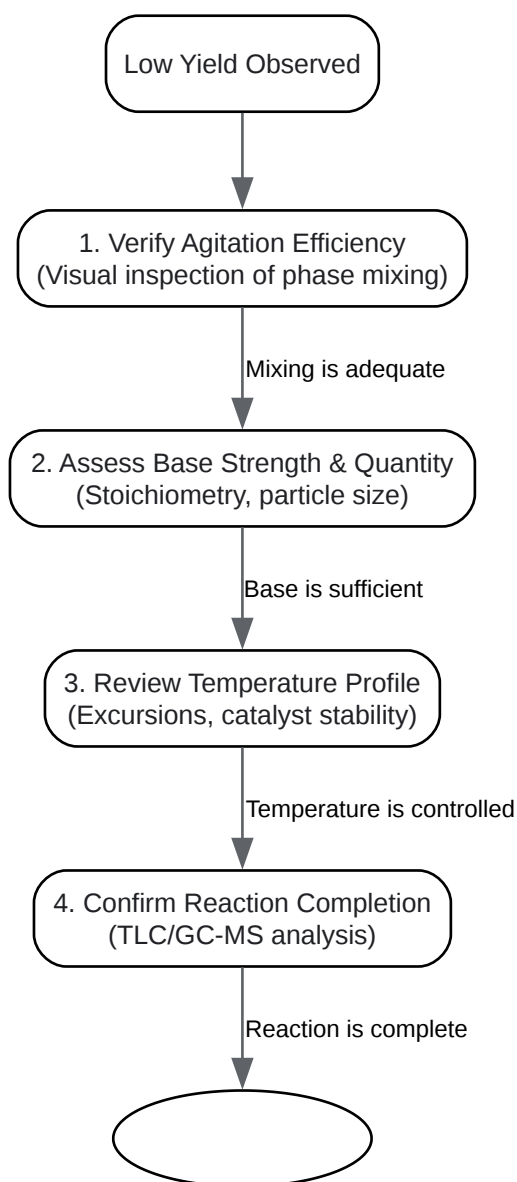 Low Yield Observed
1. Verify Agitation Efficiency
(Visual inspection of phase mixing)
Mixing is adequate
2. Assess Base Strength & Quantity
(Stoichiometry, particle size)
Base is sufficient
3. Review Temperature Profile
(Excursions, catalyst stability)
Temperature is controlled
4. Confirm Reaction Completion
(TLC/GC-MS analysis)
Reaction is complete